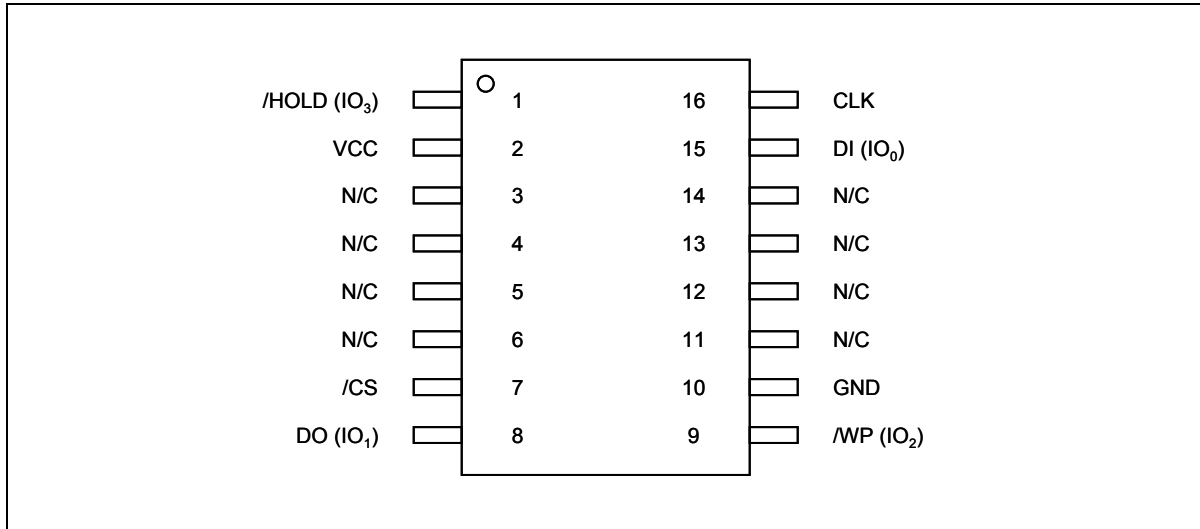 /HOLD (IO3) 1 16 CLK
VCC 2 15 DI (IO0)
N/C 3 14 N/C
N/C 4 13 N/C
N/C 5 12 N/C
N/C 6 11 N/C
/CS 7 10 GND
DO (IO1) 8 9 /WP (IO2)